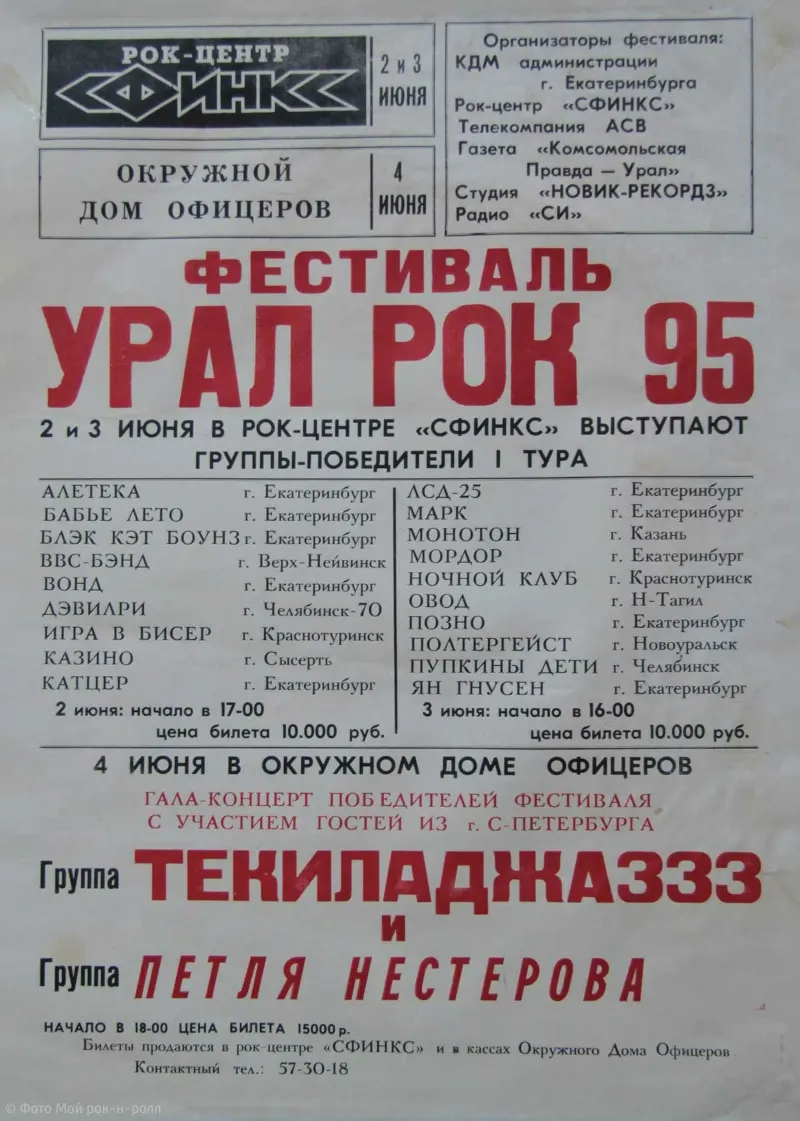 РОК-ЦЕНТР
СФИНКС
2 и 3
ИЮНЯ
ОКРУЖНОЙ
ДОМ ОФИЦЕРОВ
4
ИЮНЯ
Организаторы фестиваля:
КДМ администрации
г. Екатеринбурга
Рок-центр «СФИНКС»
Телекомпания АСВ
Газета «Комсомольская
Правда — Урал»
Студия «НОВИК-РЕКОРДЗ»
Радио «СИ»
ФЕСТИВАЛЬ
УРАЛ РОК 95
2 и 3 ИЮНЯ В РОК-ЦЕНТРЕ «СФИНКС» ВЫСТУПАЮТ
ГРУППЫ-ПОБЕДИТЕЛИ I ТУРА
АЛЕТЕКА г. Екатеринбург
БАБЬЕ ЛЕТО г. Екатеринбург
БЛЭК КЭТ БОУНЗ г. Екатеринбург
ВВС-БЭНД г. Верх-Нейвинск
ВОНД г. Екатеринбург
ДЭВИЛРИ г. Челябинск-70
ИГРА В БИСЕР г. Краснотуринск
КАЗИНО г. Сысерть
КАТЦЕР г. Екатеринбург
2 июня: начало в 17-00
цена билета 10.000 руб.
ЛСД-25 г. Екатеринбург
МАРК г. Екатеринбург
МОНОТОН г. Казань
МОРДОР г. Екатеринбург
НОЧНОЙ КЛУБ г. Краснотуринск
ОВОД г. Н-Тагил
ПОЗНО г. Екатеринбург
ПОЛТЕРГЕЙСТ г. Новоуральск
ПУПКИНЫ ДЕТИ г. Челябинск
ЯН ГНУСЕН г. Екатеринбург
3 июня: начало в 16-00
цена билета 10.000 руб.
4 ИЮНЯ В ОКРУЖНОМ ДОМЕ ОФИЦЕРОВ
ГАЛА-КОНЦЕРТ ПОБЕДИТЕЛЕЙ ФЕСТИВАЛЯ
С УЧАСТИЕМ ГОСТЕЙ ИЗ г. С-ПЕТЕРБУРГА
Группа ТЕКИЛАДЖАЗЗЗ
и
Группа ПЕТЛЯ НЕСТЕРОВА
НАЧАЛО В 18-00 ЦЕНА БИЛЕТА 15000 р.
Билеты продаются в рок-центре «СФИНКС» и в кассах Окружного Дома Офицеров
Контактный тел.: 57-30-18
© Фото Мой рок-н-ролл